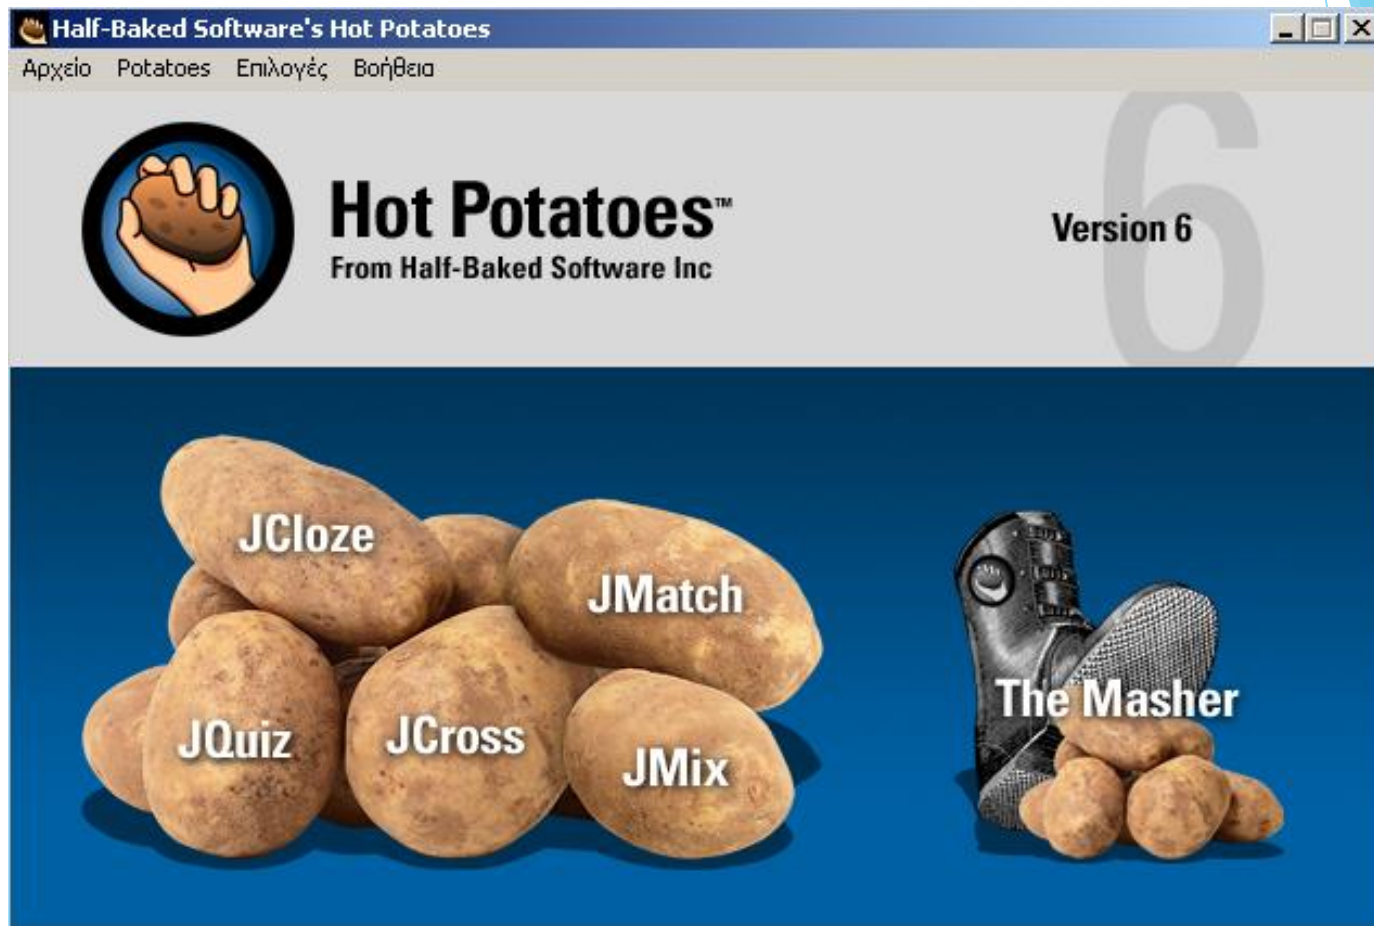 Half-Baked Software's Hot Potatoes
Αρχείο Potatoes Επιλογές Βοήθεια
Hot Potatoes™
From Half-Baked Software Inc
Version 6
6
JCloze
JMatch
JQuiz
JCross
JMix
The Masher